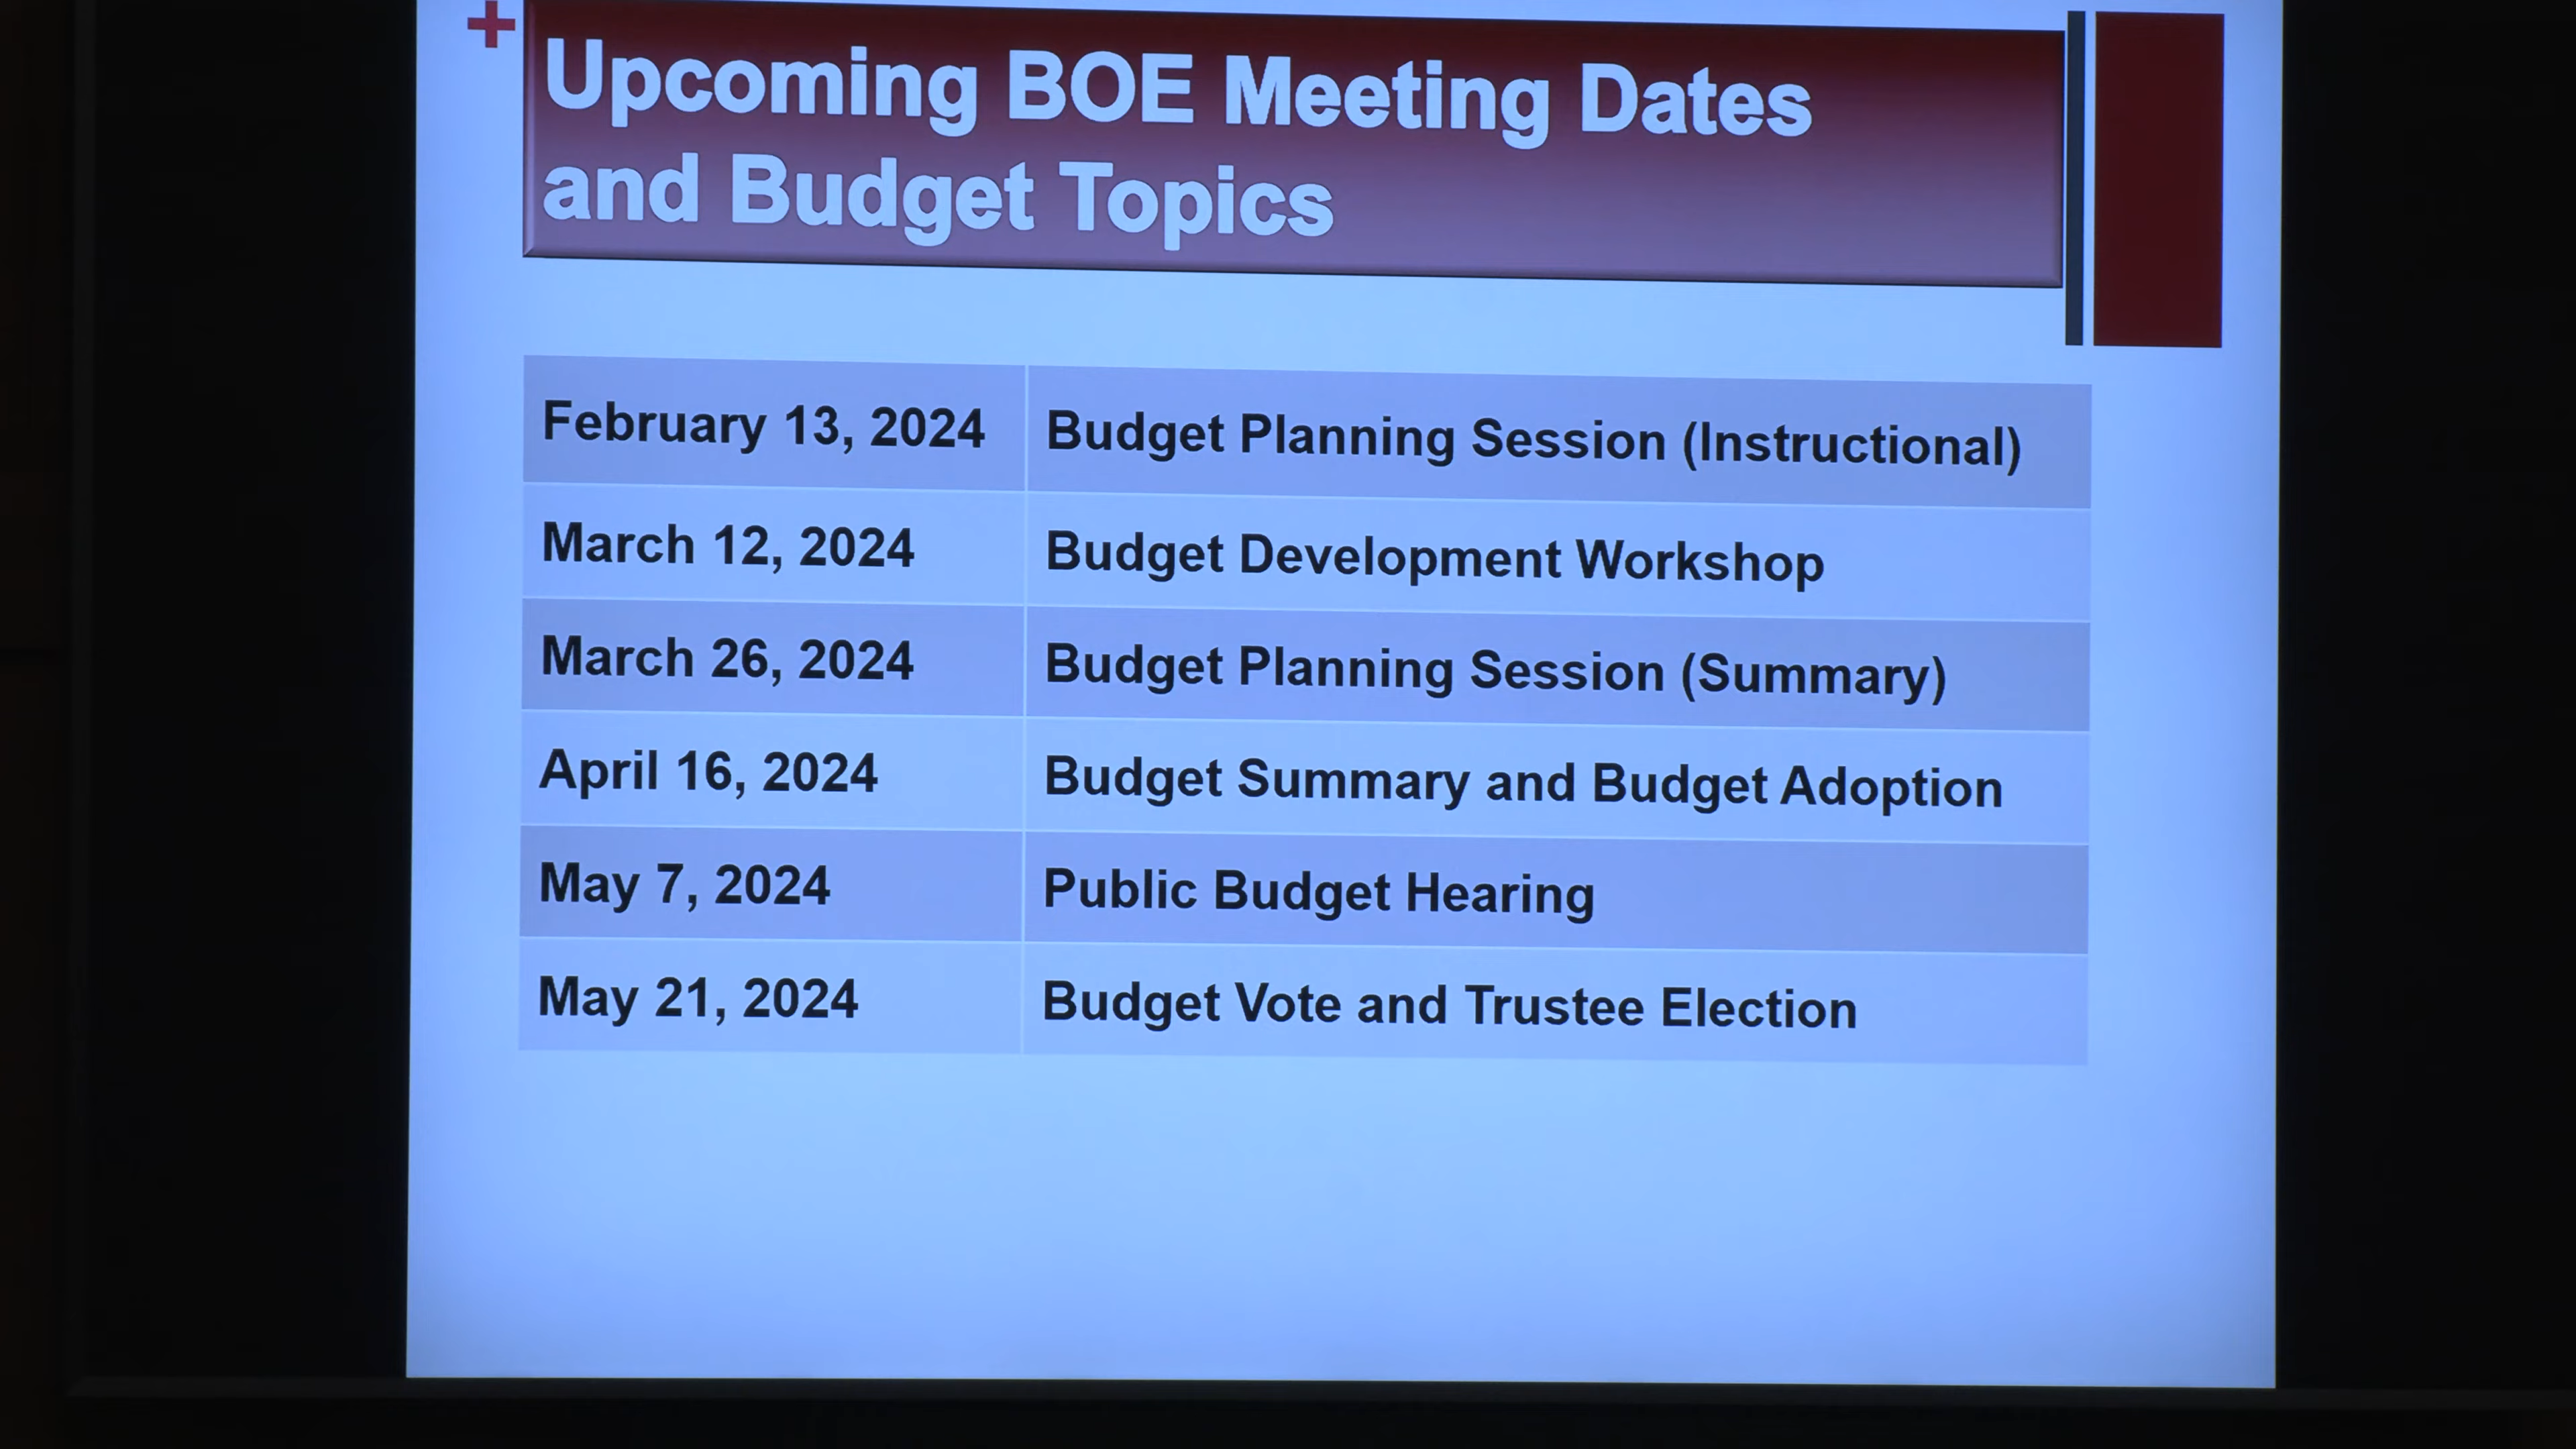 +
Upcoming BOE Meeting Dates
and Budget Topics
February 13, 2024 Budget Planning Session (Instructional)
March 12, 2024 Budget Development Workshop
March 26, 2024 Budget Planning Session (Summary)
April 16, 2024 Budget Summary and Budget Adoption
May 7, 2024 Public Budget Hearing
May 21, 2024 Budget Vote and Trustee Election